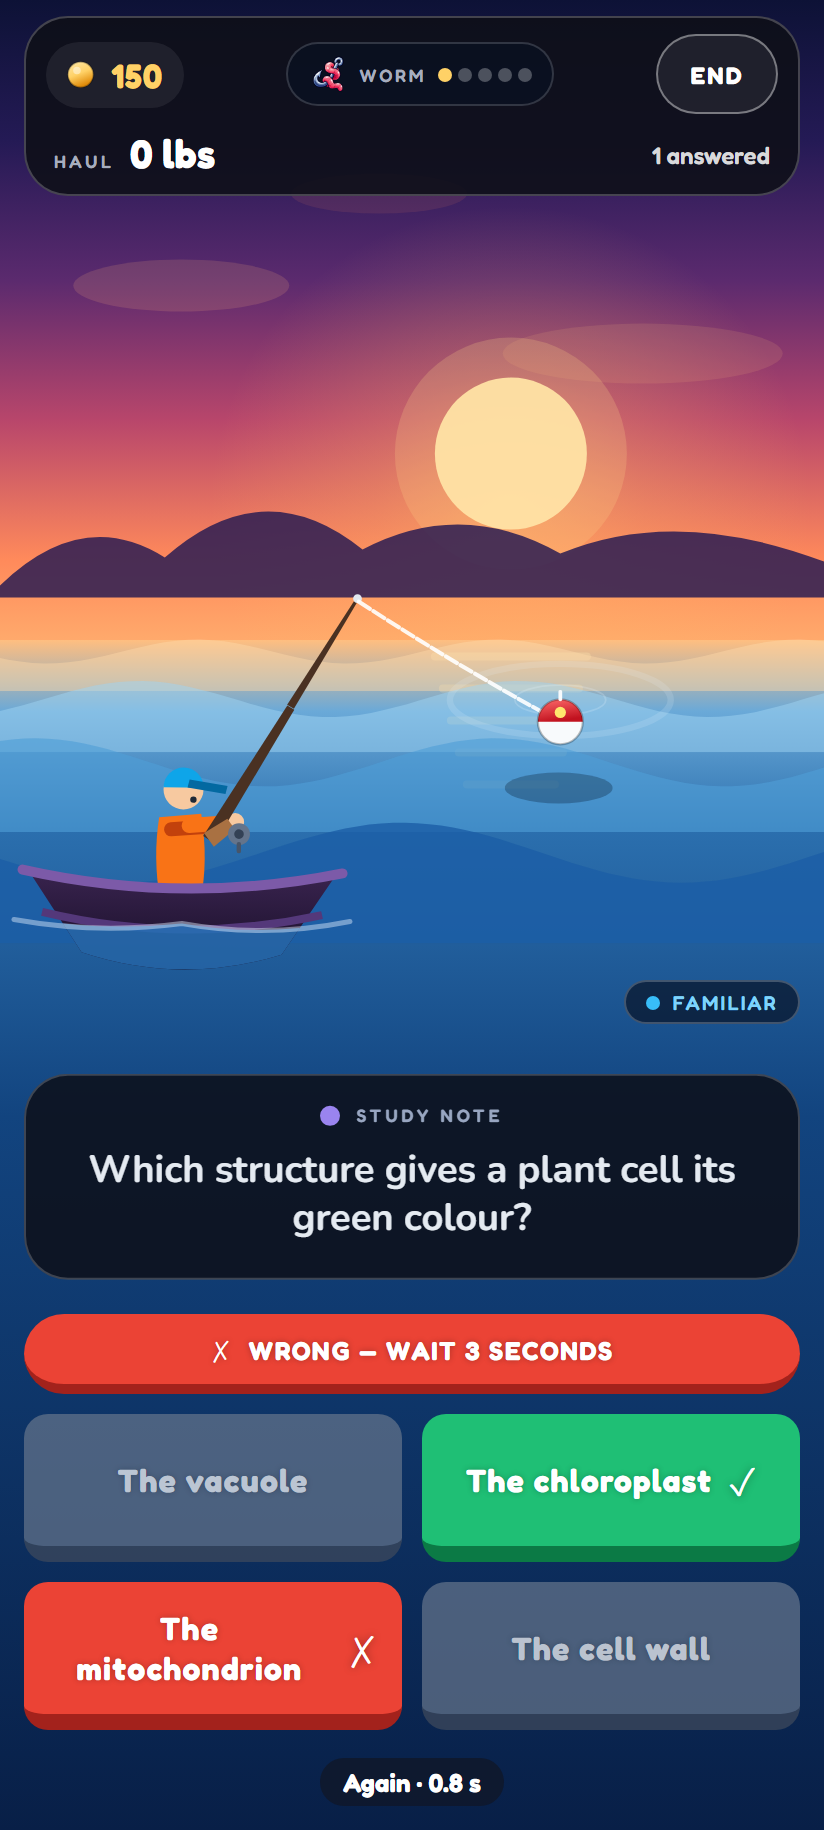 150
WORM
END
HAUL 0 lbs
1 answered
FAMILIAR
STUDY NOTE
Which structure gives a plant cell its
green colour?
✗ WRONG – WAIT 3 SECONDS
The vacuole
The chloroplast ✓
The
mitochondrion ✗
The cell wall
Again · 0.8 s